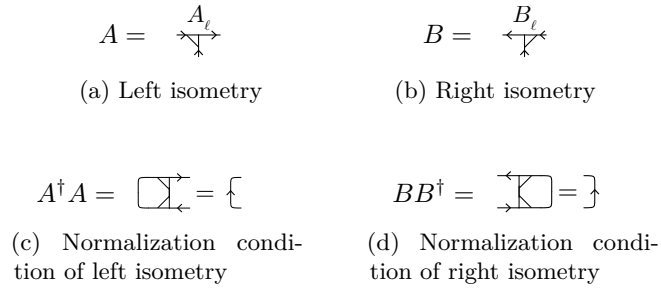 A = A_ℓ
B = B_ℓ
(a) Left isometry
(b) Right isometry
A†A = =
BB† = =
(c) Normalization condi-
tion of left isometry
(d) Normalization condi-
tion of right isometry